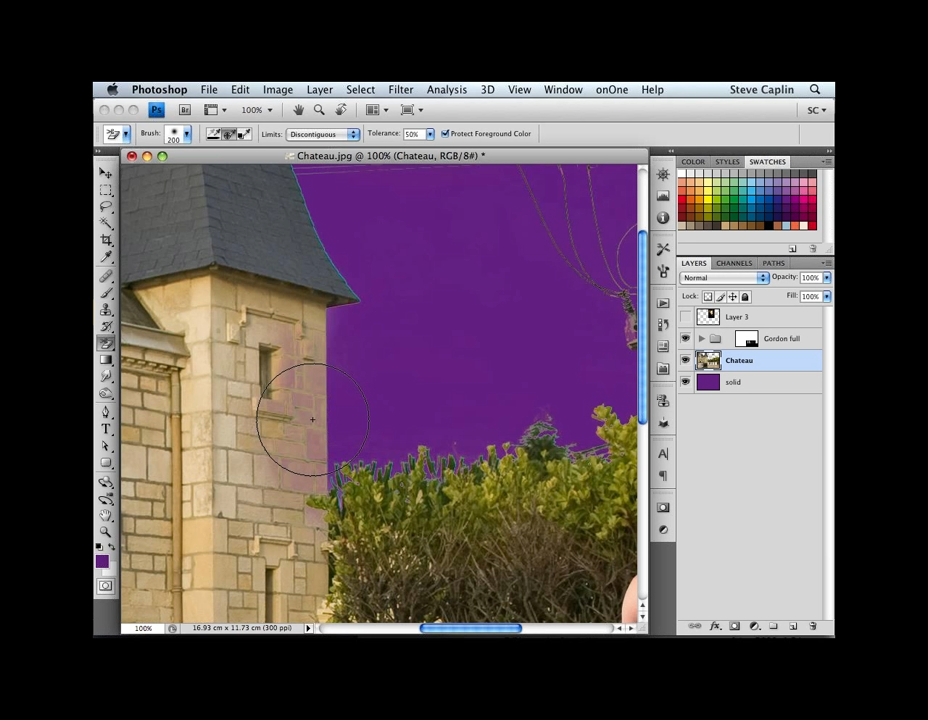 Photoshop File Edit Image Layer Select Filter Analysis 3D View Window onOne Help Steve Caplin
Ps Br 100% SC
Brush: 200 Limits: Discontiguous Tolerance: 50% Protect Foreground Color
Chateau.jpg @ 100% (Chateau, RGB/8#) *
COLOR STYLES SWATCHES
LAYERS CHANNELS PATHS
Normal Opacity: 100%
Lock: Fill: 100%
Layer 3
Gordon full
Chateau
solid
100% 16.93 cm x 11.73 cm (300 ppi)